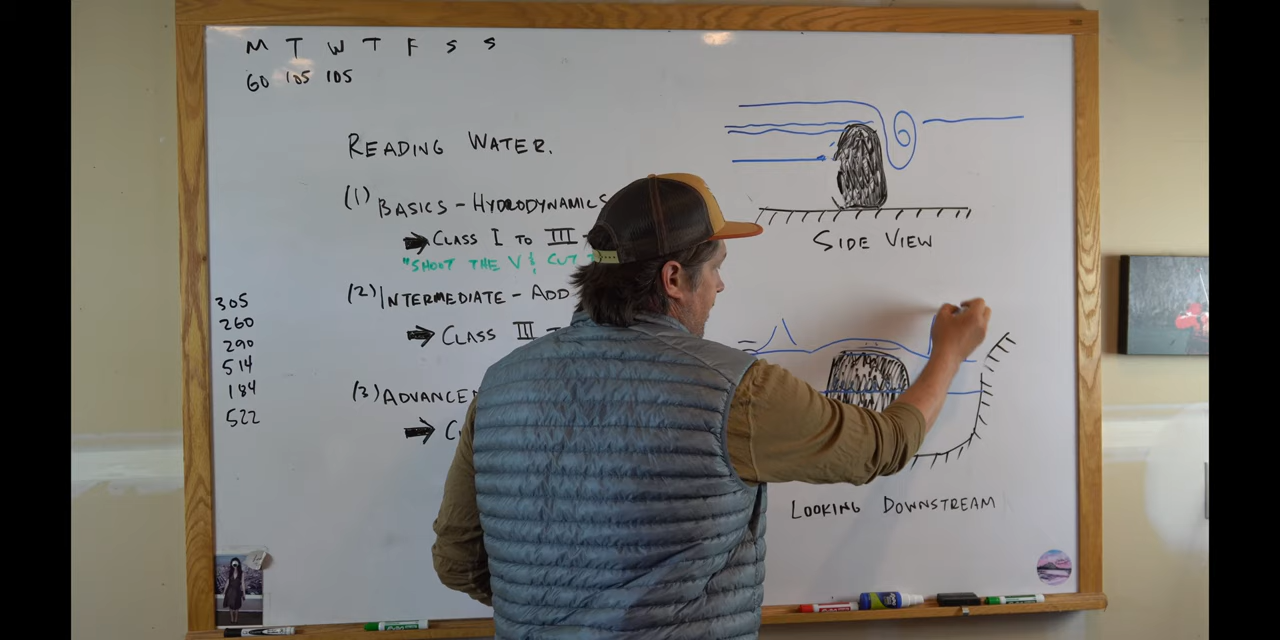 M T W T F S S
60 105 105
READING WATER.
(1) BASICS - HYDRODYNAMICS
➡ CLASS I TO III
"SHOOT THE V & CUT
(2) INTERMEDIATE - ADD
➡ CLASS III
(3) ADVANCE
305
260
290
514
184
522
SIDE VIEW
LOOKING DOWNSTREAM